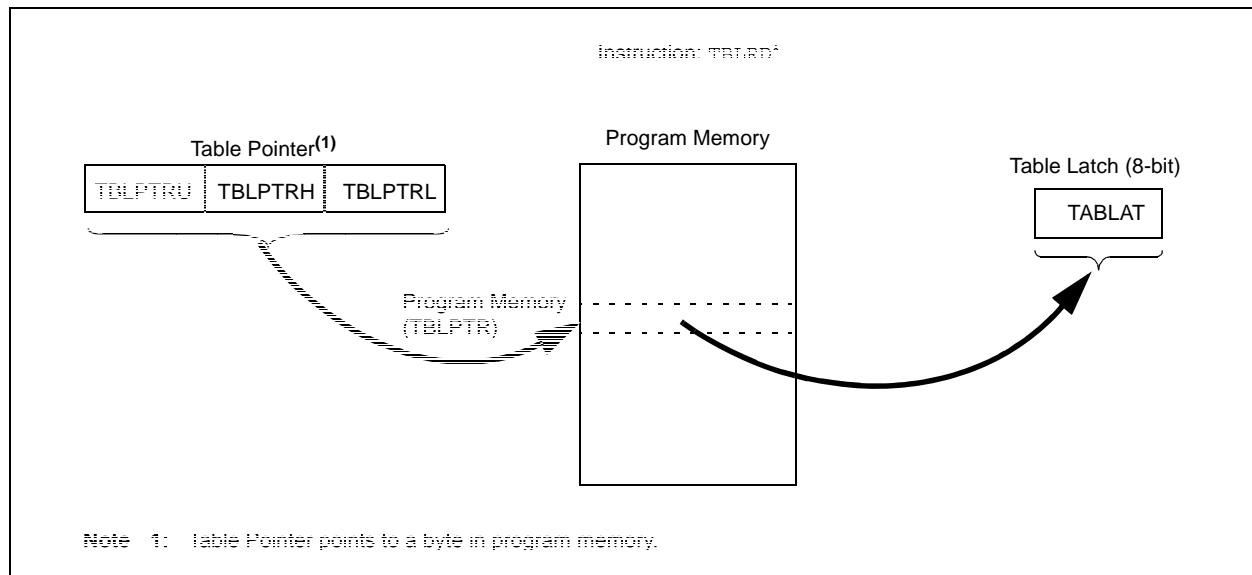 Instruction: TBLRD*
Table Pointer(1)
TBLPTRU TBLPTRH TBLPTRL
Program Memory
Table Latch (8-bit)
TABLAT
Program Memory
(TBLPTR)
Note 1: Table Pointer points to a byte in program memory.